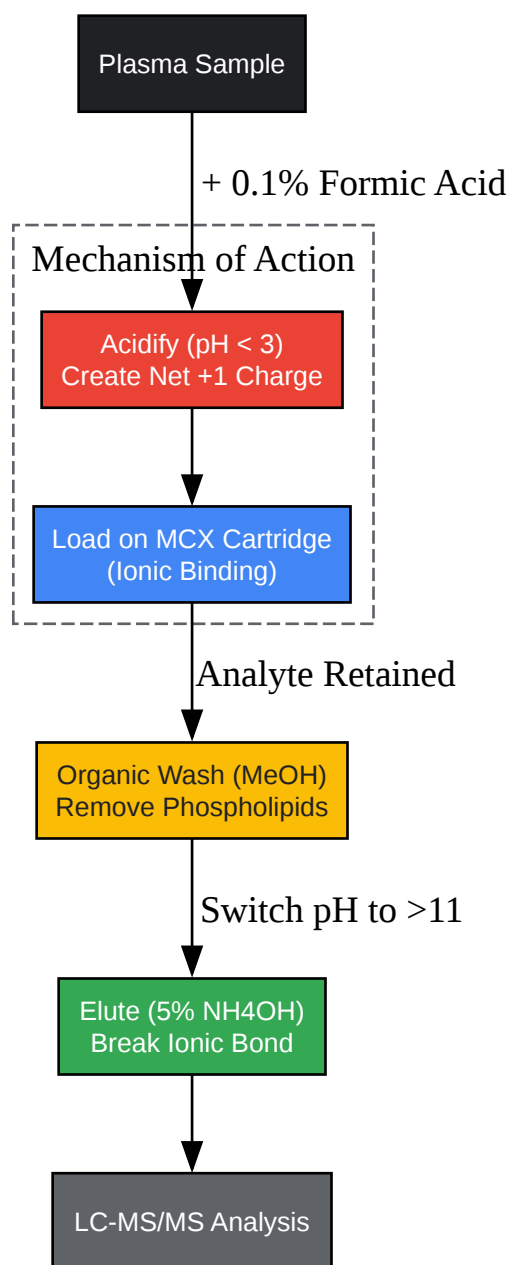 Plasma Sample
+ 0.1% Formic Acid
Mechanism of Action
Acidify (pH < 3)
Create Net +1 Charge
Load on MCX Cartridge
(Ionic Binding)
Analyte Retained
Organic Wash (MeOH)
Remove Phospholipids
Switch pH to >11
Elute (5% NH4OH)
Break Ionic Bond
LC-MS/MS Analysis